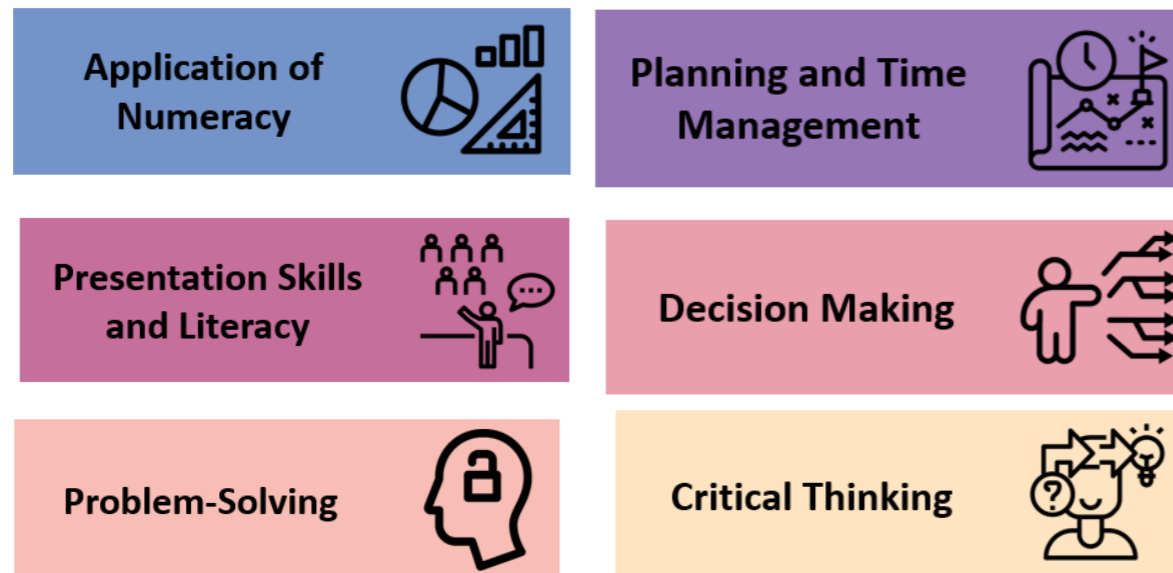 Application of
Numeracy
Planning and Time
Management
Presentation Skills
and Literacy
Decision Making
Problem-Solving
Critical Thinking